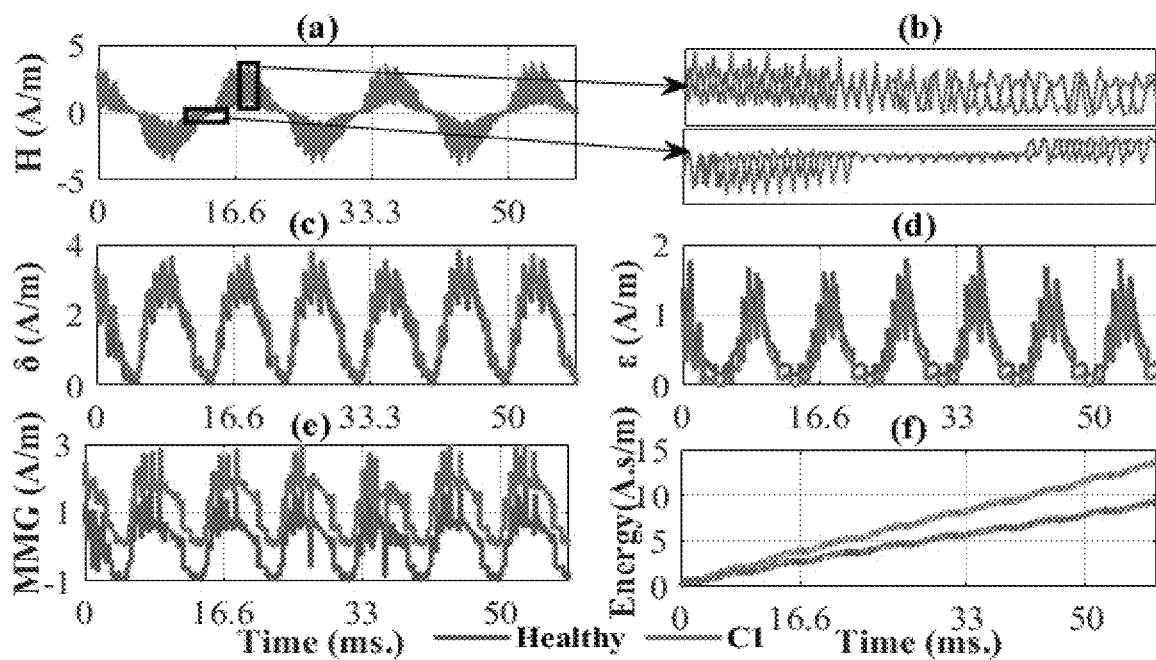 (a)
(b)
H (A/m)
5
0
-5
0 16.6 33.3 50
(c)
(d)
δ (A/m)
4
2
0
0 16.6 33.3 50
ε (A/m)
2
1
0
0 16.6 33 50
(e)
(f)
MMG (A/m)
3
1
-1
0 16.6 33 50
Energy(A.s/m)
15
10
5
0
0 16.6 33 50
Time (ms.) Healthy C1 Time (ms.)